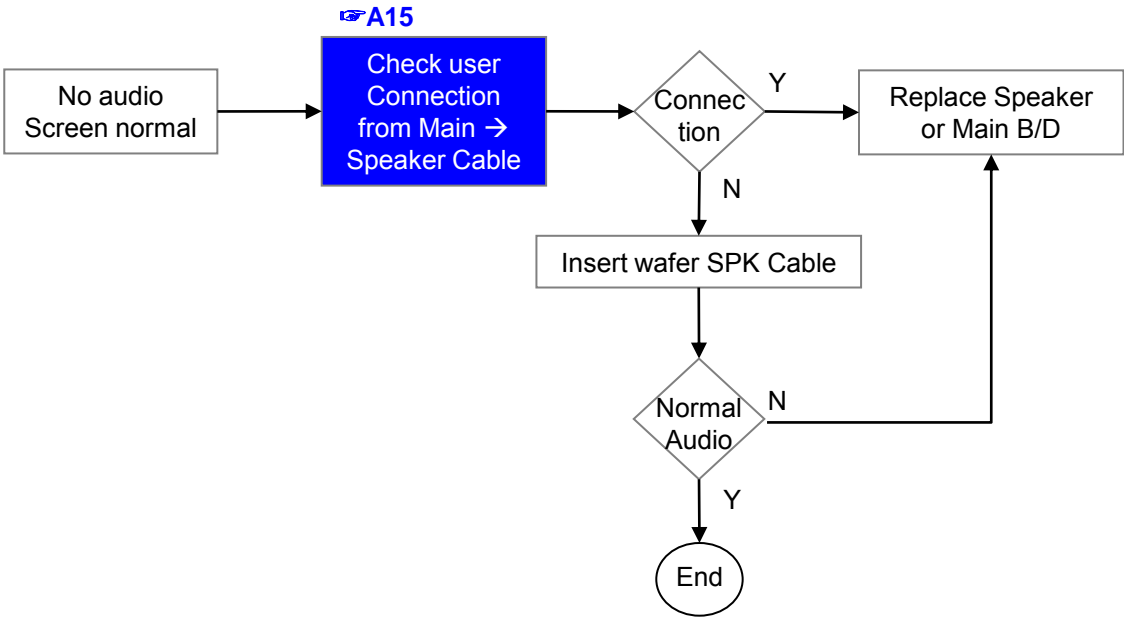 ☞A15
No audio
Screen normal
Check user
Connection
from Main →
Speaker Cable
Connec
tion
Y
Replace Speaker
or Main B/D
N
Insert wafer SPK Cable
Normal
Audio
N
Y
End